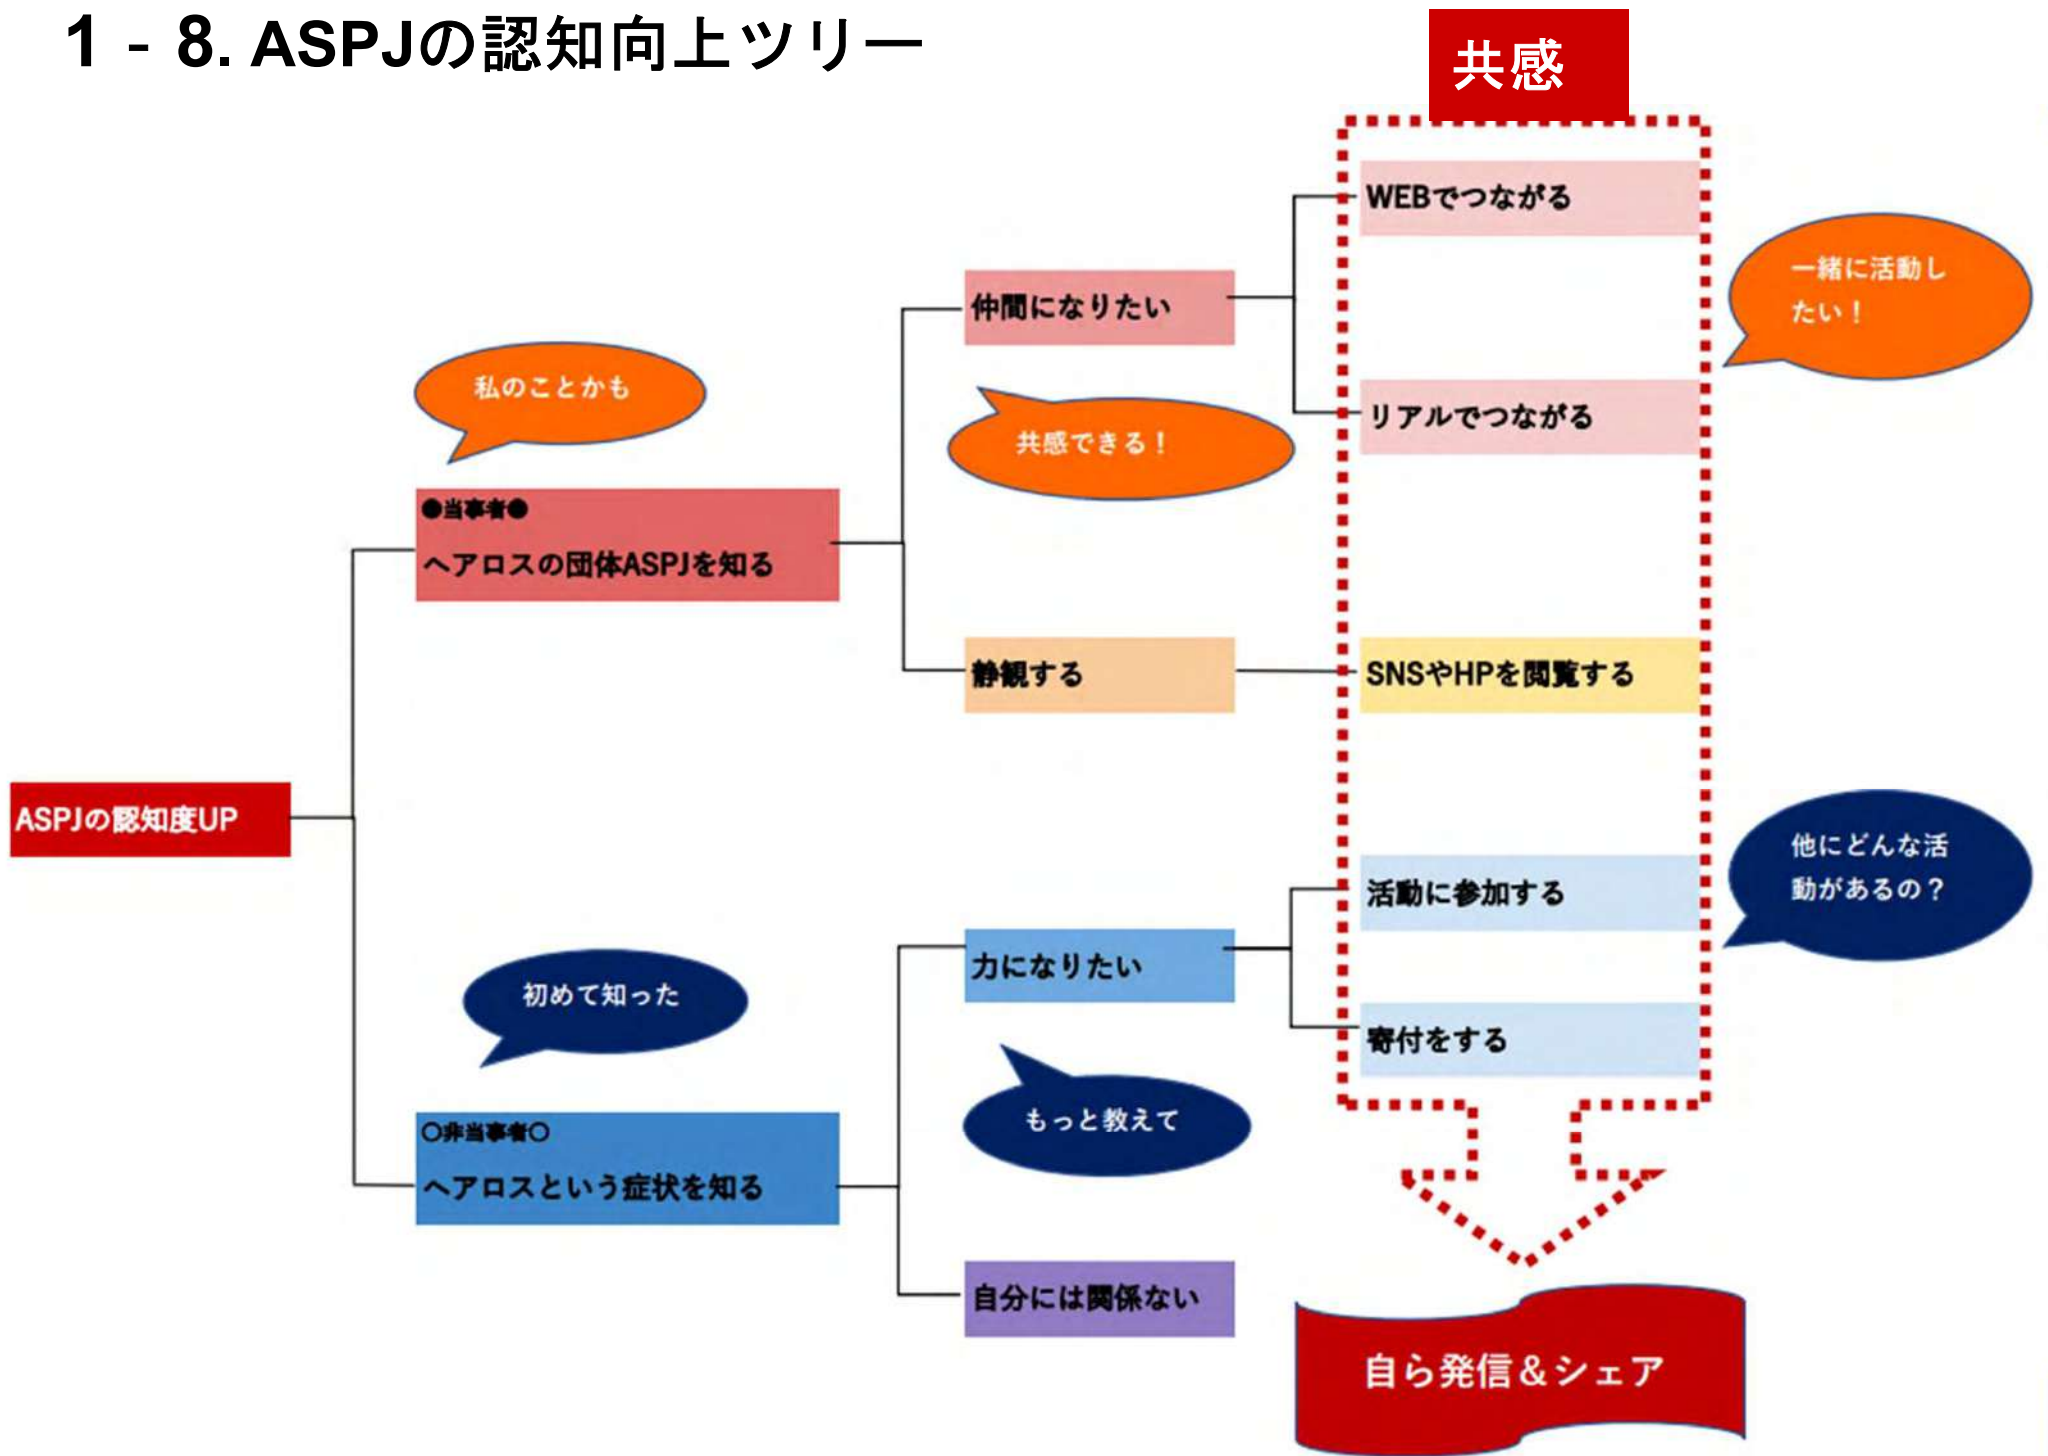 1 - 8. ASPJの認知向上ツリー
共感
WEBでつながる
一緒に活動し
たい！
仲間になりたい
私のことかも
リアルでつながる
共感できる！
●当事者●
ヘアロスの団体ASPJを知る
静観する
SNSやHPを閲覧する
ASPJの認知度UP
他にどんな活
動があるの？
活動に参加する
力になりたい
初めて知った
寄付をする
もっと教えて
〇非当事者〇
ヘアロスという症状を知る
自分には関係ない
自ら発信＆シェア